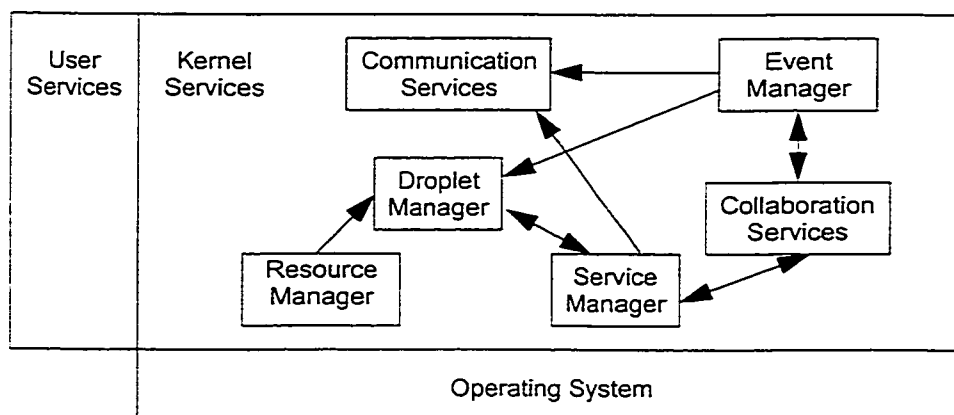 User
Services
Kernel
Services
Communication
Services
Event
Manager
Droplet
Manager
Collaboration
Services
Resource
Manager
Service
Manager
Operating System